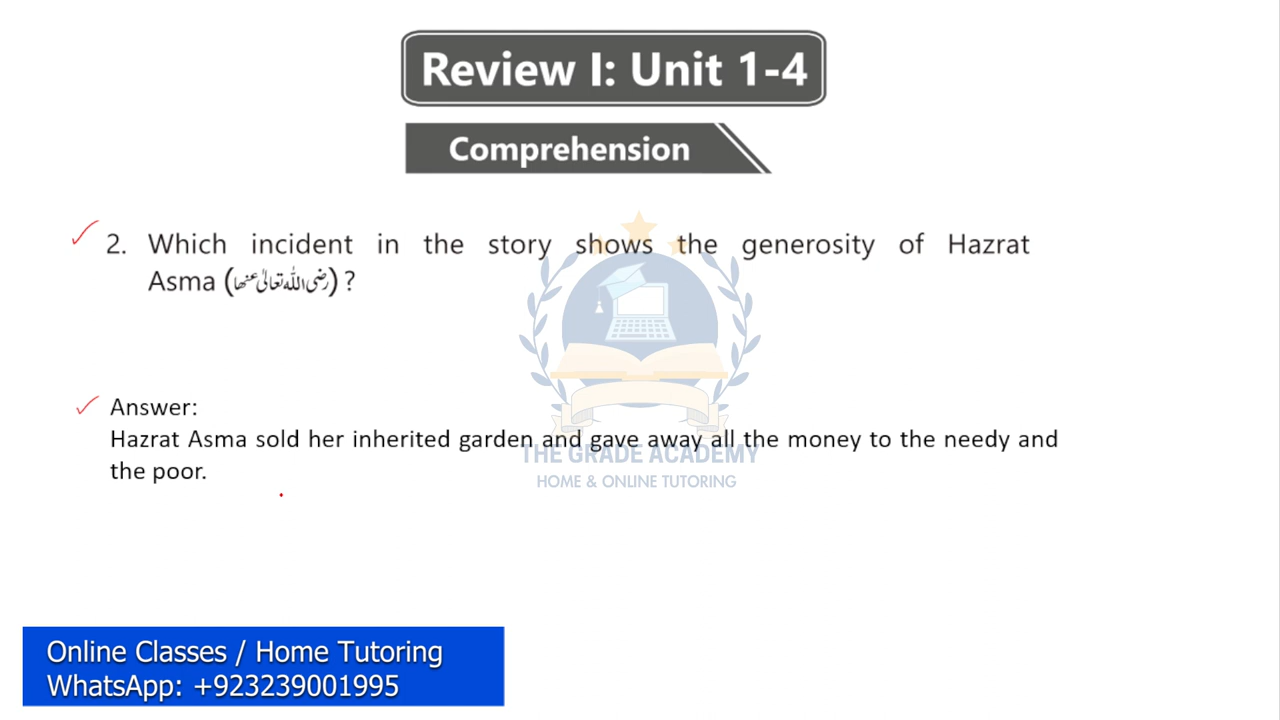 Review I: Unit 1-4
Comprehension
2. Which incident in the story shows the generosity of Hazrat
Asma (رضی اللہ تعالیٰ عنھا) ?
Answer:
Hazrat Asma sold her inherited garden and gave away all the money to the needy and
the poor.
THE GRADE ACADEMY
HOME & ONLINE TUTORING
Online Classes / Home Tutoring
WhatsApp: +923239001995